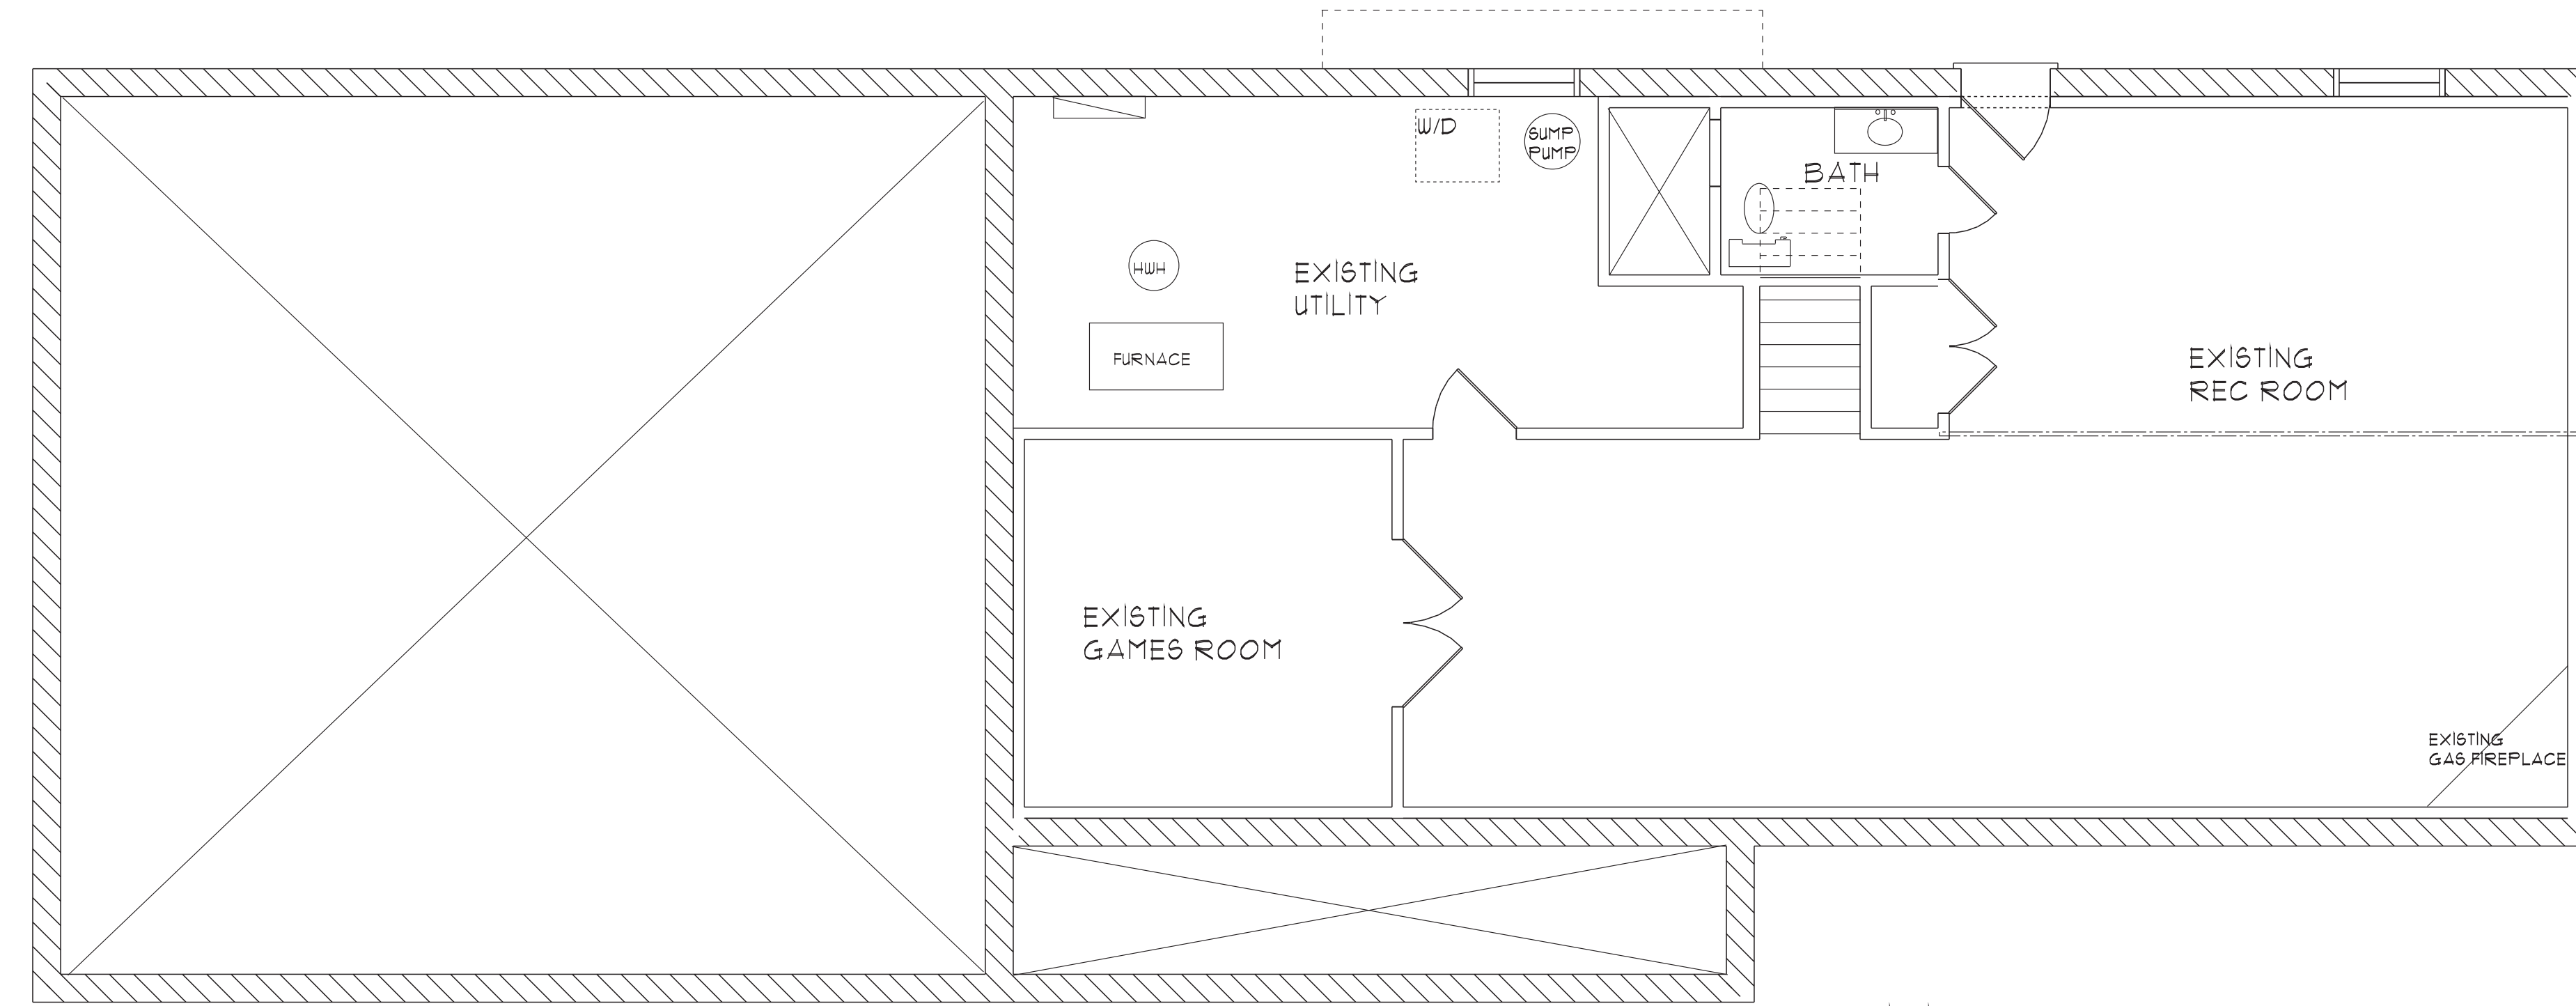 W/D
SUMP
PUMP
BATH
HWH
EXISTING
UTILITY
FURNACE
EXISTING
REC ROOM
EXISTING
GAMES ROOM
EXISTING
GAS FIREPLACE